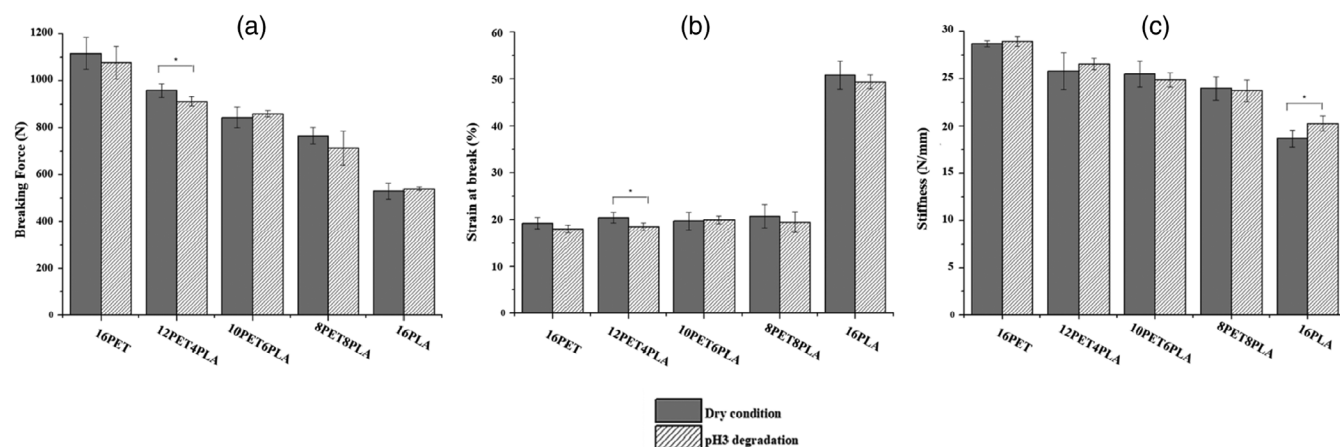 (a)
1200
1000
800
600
400
200
0
Breaking Force (N)
*
16PET
12PET4PLA
10PET6PLA
8PET8PLA
16PLA
(b)
60
50
40
30
20
10
0
Strain at break (%)
*
16PET
12PET4PLA
10PET6PLA
8PET8PLA
16PLA
(c)
30
25
20
15
10
5
0
Stiffness (N/mm)
*
16PET
12PET4PLA
10PET6PLA
8PET8PLA
16PLA
Dry condition
pH3 degradation